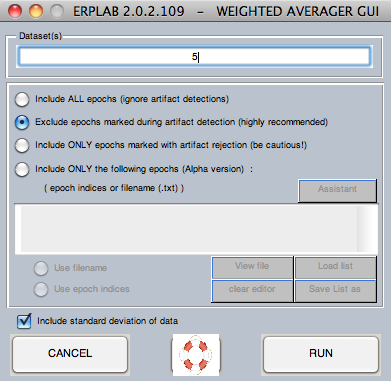 ERPLAB 2.0.2.109 - WEIGHTED AVERAGER GUI
Dataset(s)
5
Include ALL epochs (ignore artifact detections)
Exclude epochs marked during artifact detection (highly recommended)
Include ONLY epochs marked with artifact rejection (be cautious!)
Include ONLY the following epochs (Alpha version) :
( epoch indices or filename (.txt) )
Assistant
Use filename
View file
Load list
Use epoch indices
clear editor
Save List as
Include standard deviation of data
CANCEL
RUN